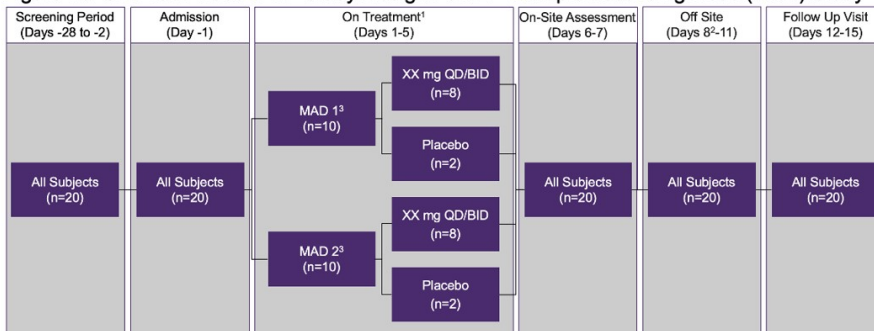 Screening Period
(Days -28 to -2)
Admission
(Day -1)
On Treatment¹
(Days 1-5)
On-Site Assessment
(Days 6-7)
Off Site
(Days 8²-11)
Follow Up Visit
(Days 12-15)
All Subjects
(n=20)
All Subjects
(n=20)
MAD 1³
(n=10)
XX mg QD/BID
(n=8)
Placebo
(n=2)
MAD 2³
(n=10)
XX mg QD/BID
(n=8)
Placebo
(n=2)
All Subjects
(n=20)
All Subjects
(n=20)
All Subjects
(n=20)